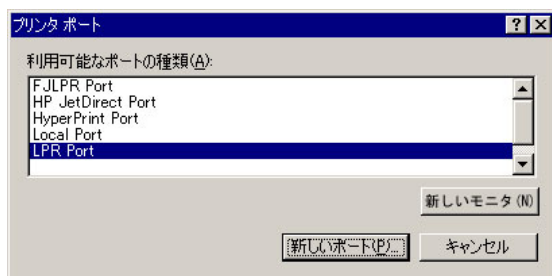 プリンタ ポート
利用可能なポートの種類(A):
FJLPR Port
HP JetDirect Port
HyperPrint Port
Local Port
LPR Port
新しいモニタ(N)
新しいポート(P)...
キャンセル